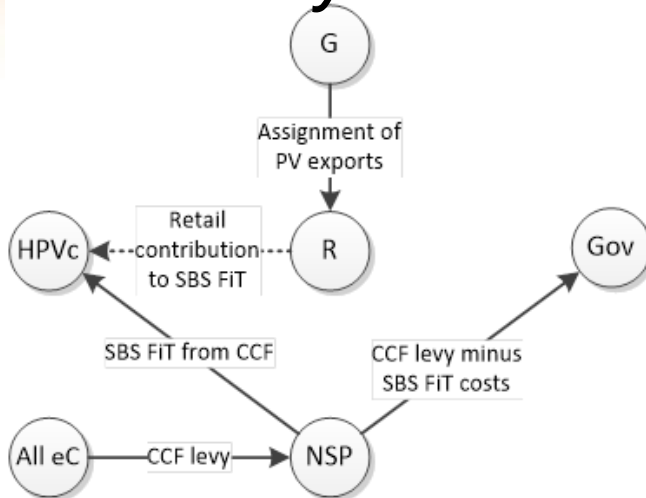 y
G
Assignment of
PV exports
HPVc
Retail
contribution
to SBS FiT
R
Gov
SBS FiT from CCF
CCF levy minus
SBS FiT costs
All eC
CCF levy
NSP